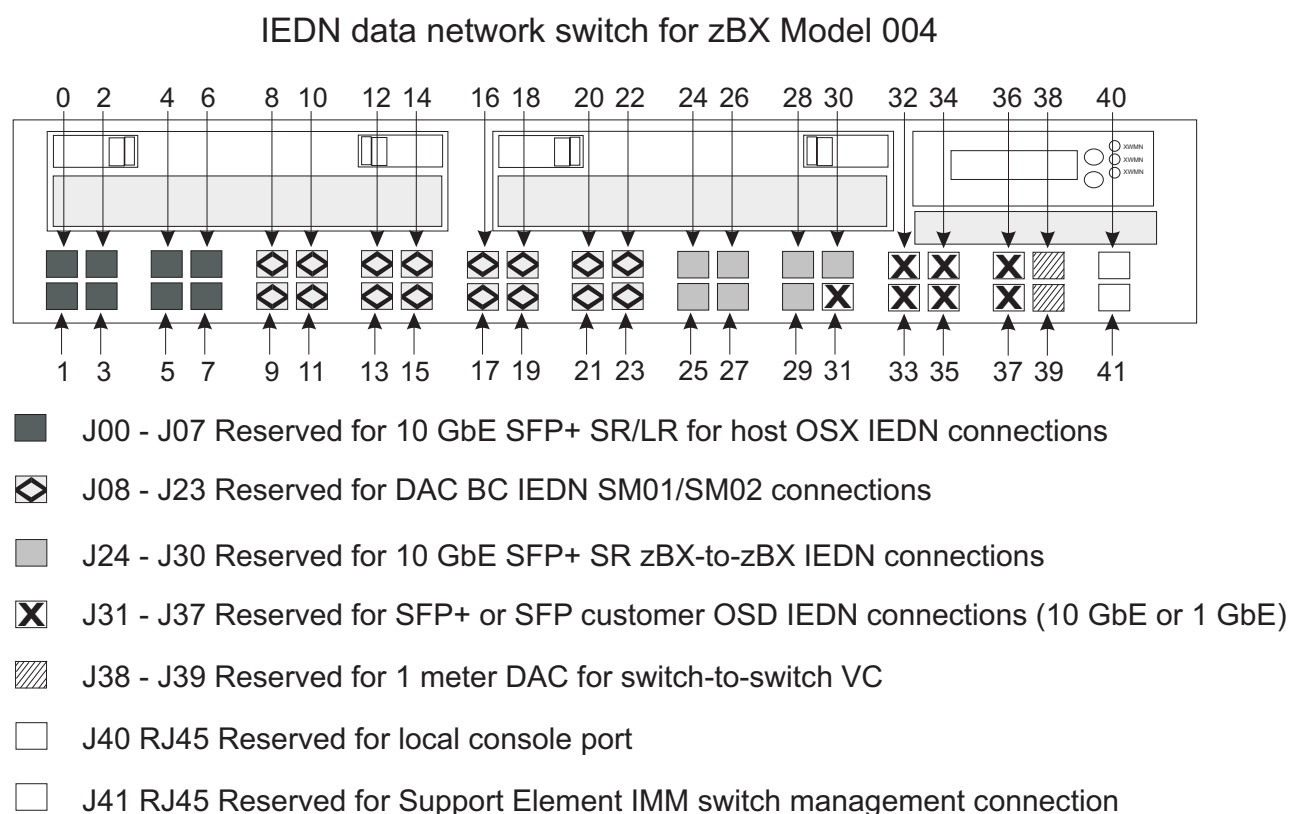 IEDN data network switch for zBX Model 004
0 2 4 6 8 10 12 14 16 18 20 22 24 26 28 30 32 34 36 38 40
XWMN
XWMN
XWMN
1 3 5 7 9 11 13 15 17 19 21 23 25 27 29 31 33 35 37 39 41
J00 - J07 Reserved for 10 GbE SFP+ SR/LR for host OSX IEDN connections
J08 - J23 Reserved for DAC BC IEDN SM01/SM02 connections
J24 - J30 Reserved for 10 GbE SFP+ SR zBX-to-zBX IEDN connections
J31 - J37 Reserved for SFP+ or SFP customer OSD IEDN connections (10 GbE or 1 GbE)
J38 - J39 Reserved for 1 meter DAC for switch-to-switch VC
J40 RJ45 Reserved for local console port
J41 RJ45 Reserved for Support Element IMM switch management connection